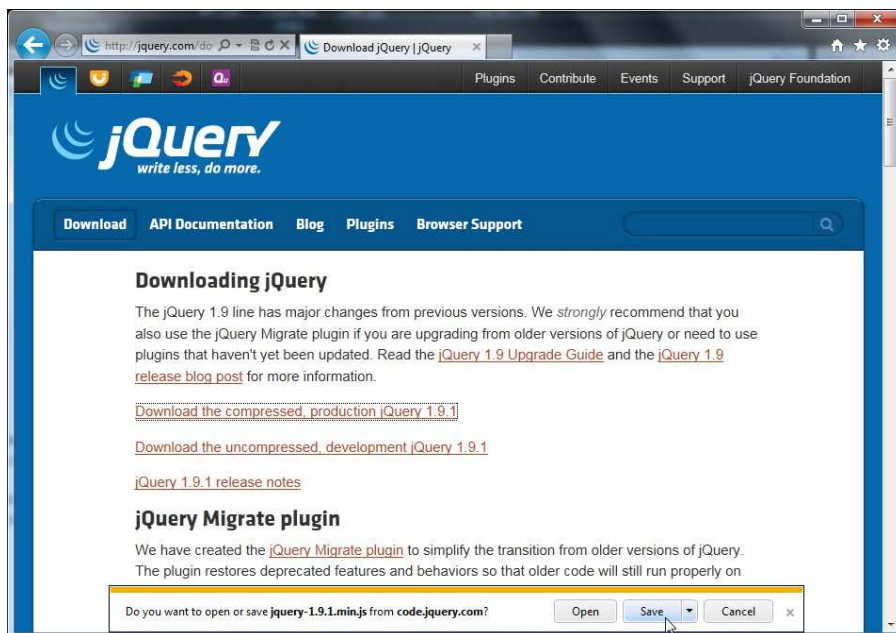 http://jquery.com/do
Download jQuery | jQuery
Plugins Contribute Events Support jQuery Foundation
jQuery
write less, do more.
Download API Documentation Blog Plugins Browser Support
Downloading jQuery
The jQuery 1.9 line has major changes from previous versions. We strongly recommend that you
also use the jQuery Migrate plugin if you are upgrading from older versions of jQuery or need to use
plugins that haven't yet been updated. Read the jQuery 1.9 Upgrade Guide and the jQuery 1.9
release blog post for more information.
Download the compressed, production jQuery 1.9.1
Download the uncompressed, development jQuery 1.9.1
jQuery 1.9.1 release notes
jQuery Migrate plugin
We have created the jQuery Migrate plugin to simplify the transition from older versions of jQuery.
The plugin restores deprecated features and behaviors so that older code will still run properly on
Do you want to open or save jquery-1.9.1.min.js from code.jquery.com? Open Save Cancel